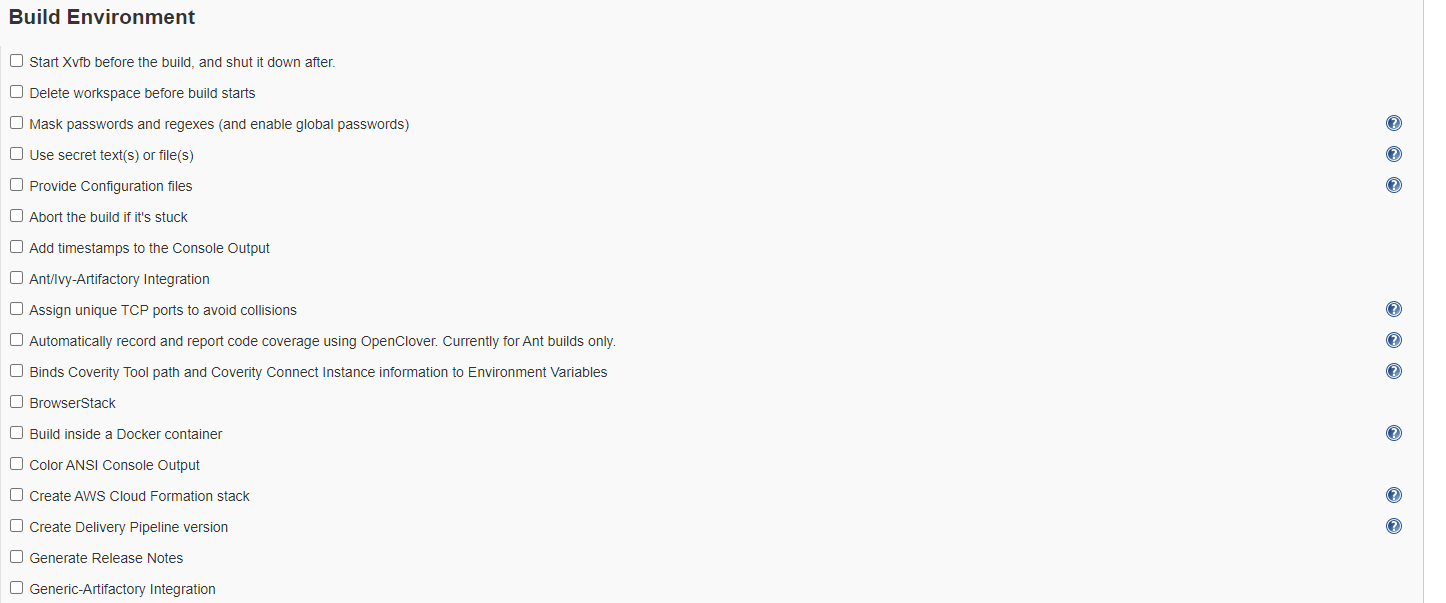 Build Environment
Start Xvfb before the build, and shut it down after.
Delete workspace before build starts
Mask passwords and regexes (and enable global passwords)
Use secret text(s) or file(s)
Provide Configuration files
Abort the build if it's stuck
Add timestamps to the Console Output
Ant/Ivy-Artifactory Integration
Assign unique TCP ports to avoid collisions
Automatically record and report code coverage using OpenClover. Currently for Ant builds only.
Binds Coverity Tool path and Coverity Connect Instance information to Environment Variables
BrowserStack
Build inside a Docker container
Color ANSI Console Output
Create AWS Cloud Formation stack
Create Delivery Pipeline version
Generate Release Notes
Generic-Artifactory Integration